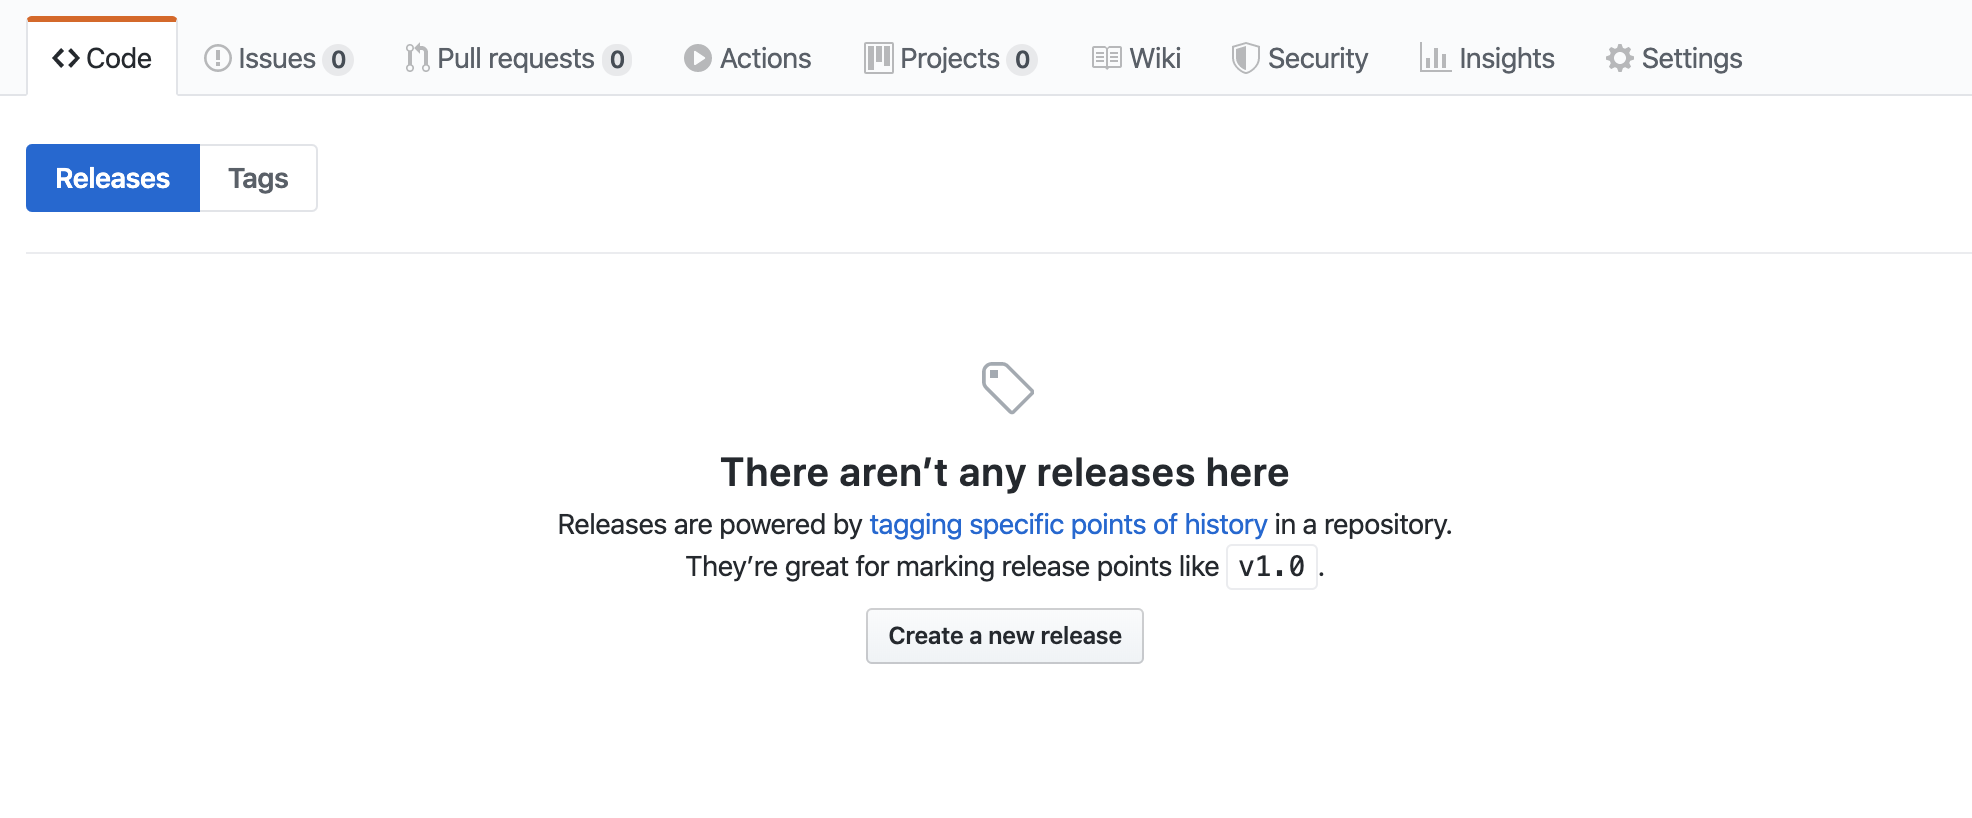 Code Issues 0 Pull requests 0 Actions Projects 0 Wiki Security Insights Settings
Releases Tags
There aren’t any releases here
Releases are powered by tagging specific points of history in a repository.
They’re great for marking release points like v1.0.
Create a new release